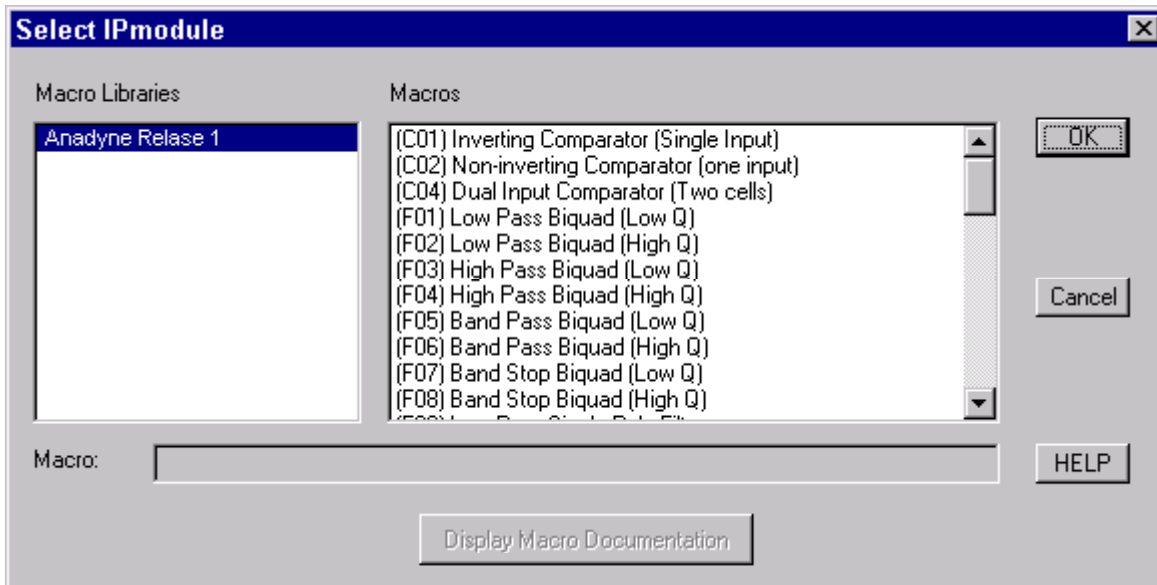 Select IPmodule
Macro Libraries
Macros
Anadyne Relase 1
(C01) Inverting Comparator (Single Input)
(C02) Non-inverting Comparator (one input)
(C04) Dual Input Comparator (Two cells)
(F01) Low Pass Biquad (Low Q)
(F02) Low Pass Biquad (High Q)
(F03) High Pass Biquad (Low Q)
(F04) High Pass Biquad (High Q)
(F05) Band Pass Biquad (Low Q)
(F06) Band Pass Biquad (High Q)
(F07) Band Stop Biquad (Low Q)
(F08) Band Stop Biquad (High Q)
OK
Cancel
Macro:
HELP
Display Macro Documentation